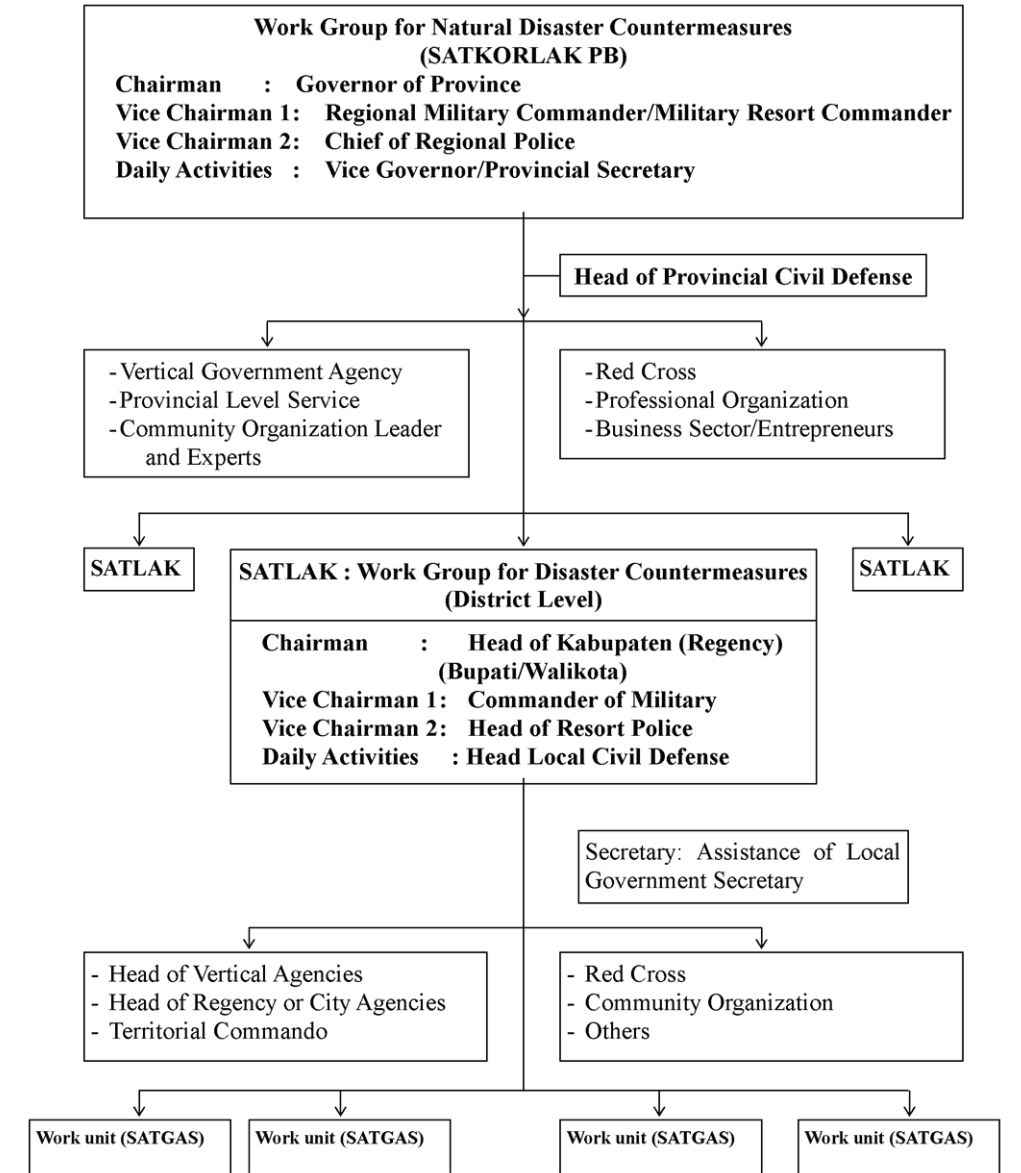 Work Group for Natural Disaster Countermeasures
(SATKORLAK PB)
Chairman : Governor of Province
Vice Chairman 1: Regional Military Commander/Military Resort Commander
Vice Chairman 2: Chief of Regional Police
Daily Activities : Vice Governor/Provincial Secretary
Head of Provincial Civil Defense
-Vertical Government Agency
-Provincial Level Service
-Community Organization Leader
and Experts
-Red Cross
-Professional Organization
-Business Sector/Entrepreneurs
SATLAK
SATLAK : Work Group for Disaster Countermeasures
(District Level)
Chairman : Head of Kabupaten (Regency)
(Bupati/Walikota)
Vice Chairman 1: Commander of Military
Vice Chairman 2: Head of Resort Police
Daily Activities : Head Local Civil Defense
SATLAK
Secretary: Assistance of Local
Government Secretary
- Head of Vertical Agencies
- Head of Regency or City Agencies
- Territorial Commando
- Red Cross
- Community Organization
- Others
Work unit (SATGAS)
Work unit (SATGAS)
Work unit (SATGAS)
Work unit (SATGAS)